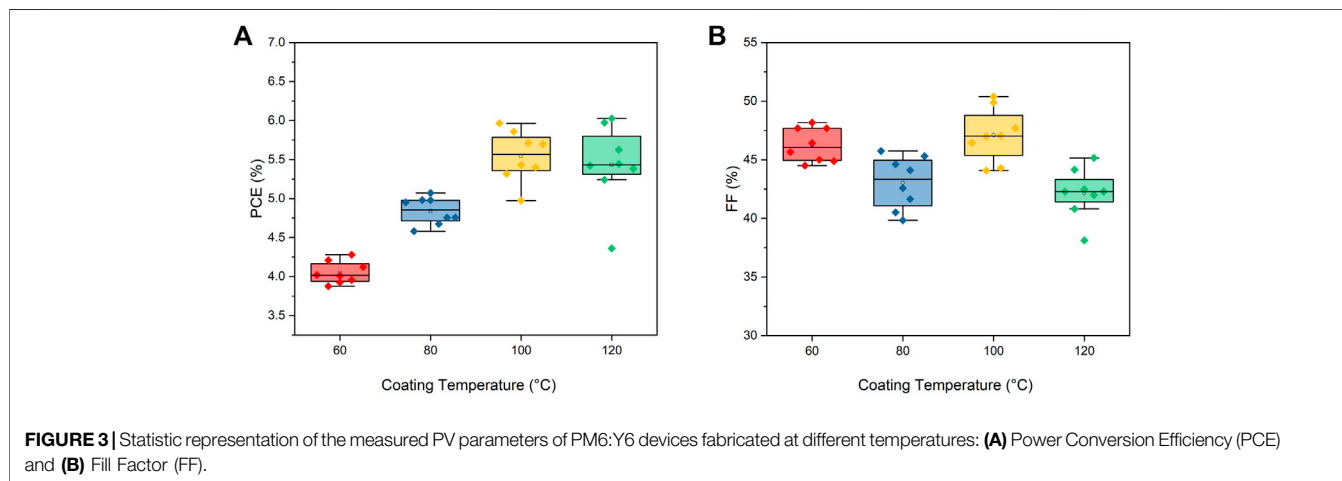 A
B
7.0
6.5
6.0
5.5
5.0
4.5
4.0
3.5
PCE (%)
60
80
100
120
Coating Temperature (°C)
55
50
45
40
35
30
FF (%)
60
80
100
120
Coating Temperature (°C)
FIGURE 3 | Statistic representation of the measured PV parameters of PM6:Y6 devices fabricated at different temperatures: (A) Power Conversion Efficiency (PCE)
and (B) Fill Factor (FF).